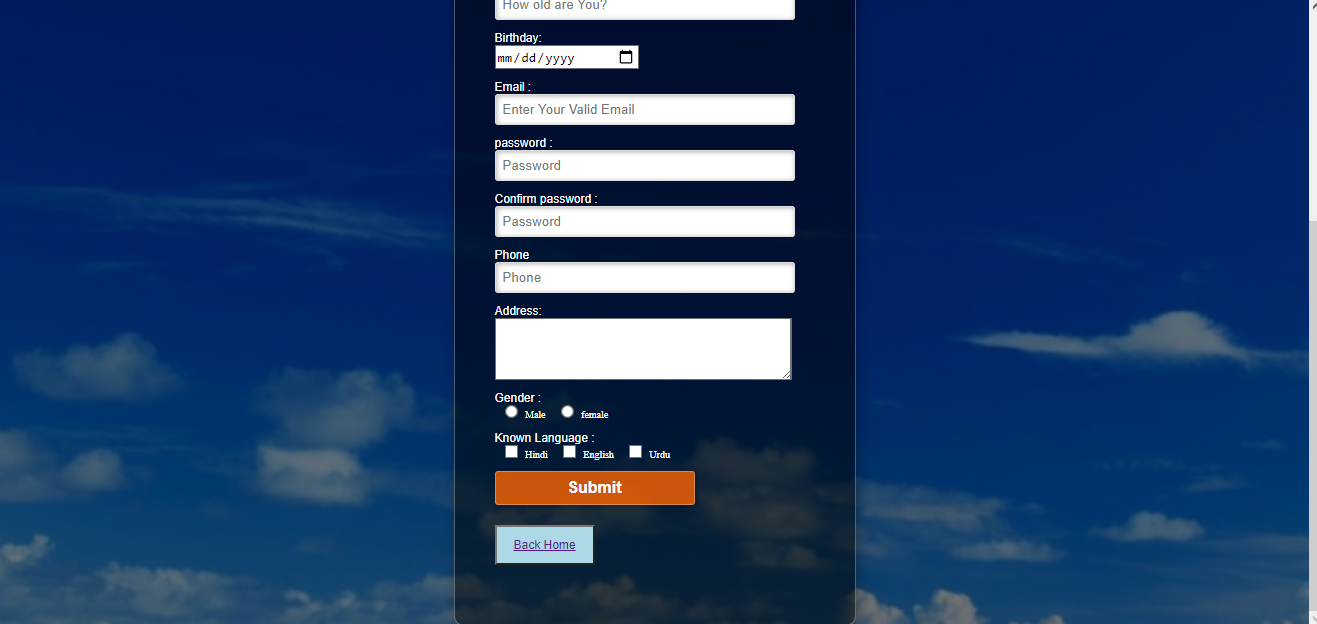 How old are You?
Birthday:
mm/dd/yyyy
Email :
Enter Your Valid Email
password :
Password
Confirm password :
Password
Phone
Phone
Address:
Gender :
Male female
Known Language :
Hindi English Urdu
Submit
Back Home